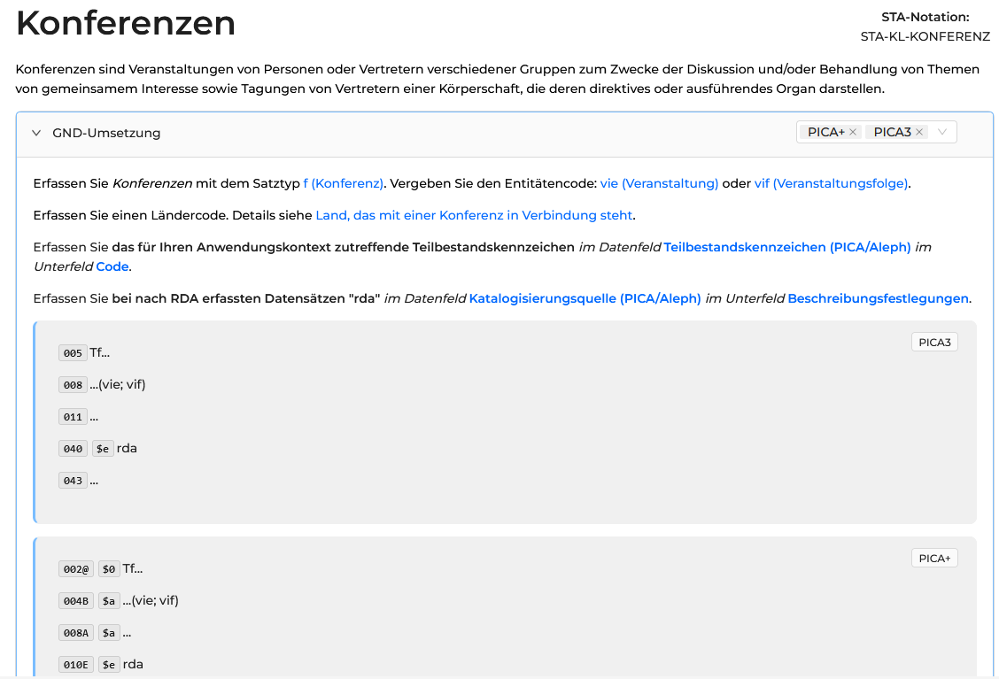 Konferenzen
STA-Notation:
STA-KL-KONFERENZ
Konferenzen sind Veranstaltungen von Personen oder Vertretern verschiedener Gruppen zum Zwecke der Diskussion und/oder Behandlung von Themen
von gemeinsamem Interesse sowie Tagungen von Vertretern einer Körperschaft, die deren direktives oder ausführendes Organ darstellen.
GND-Umsetzung
PICA+ PICA3
Erfassen Sie Konferenzen mit dem Satztyp f (Konferenz). Vergeben Sie den Entitätencode: vie (Veranstaltung) oder vif (Veranstaltungsfolge).
Erfassen Sie einen Ländercode. Details siehe Land, das mit einer Konferenz in Verbindung steht.
Erfassen Sie das für Ihren Anwendungskontext zutreffende Teilbestandskennzeichen im Datenfeld Teilbestandskennzeichen (PICA/Aleph) im
Unterfeld Code.
Erfassen Sie bei nach RDA erfassten Datensätzen "rda" im Datenfeld Katalogisierungsquelle (PICA/Aleph) im Unterfeld Beschreibungsfestlegungen.
PICA3
005 Tf...
008 ...(vie; vif)
011 ...
040 $e rda
043 ...
PICA+
002@ $0 Tf...
004B $a ...(vie; vif)
008A $a ...
010E $e rda